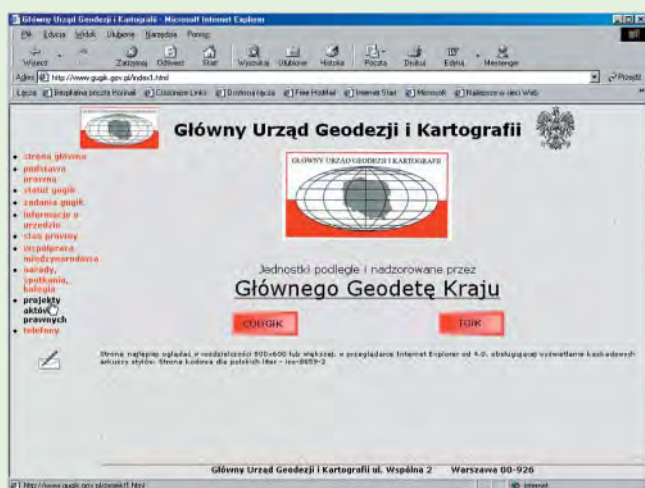 Główny Urząd Geodezji i Kartografii - Microsoft Internet Explorer
Plik Edycja Widok Ulubione Narzędzia Pomoc
Wstecz Zatrzymaj Odśwież Start Wyszukaj Ulubione Historia Poczta Drukuj Edytuj Messenger
Adres http://www.gugik.gov.pl/index1.html Przejdź
Łącza Bezpłatna poczta Hotmail Customize Links Dostosuj łącza Free HotMail Internet Start Microsoft Najlepsze w sieci Web
Główny Urząd Geodezji i Kartografii
GŁÓWNY URZĄD GEODEZJI I KARTOGRAFII
strona główna
podstawa
prawna
statut gugik
zadania gugik
informacje o
urzędzie
stan prawny
współpraca
międzynarodowa
narady,
spotkania,
kolegia
projekty
aktów
prawnych
telefony
Jednostki podległe i nadzorowane przez
Głównego Geodetę Kraju
CODGIK
IGIK
Strona najlepiej oglądać w rozdzielczości 800x600 lub większej, w przeglądarce Internet Explorer od 4.0, obsługującej wyświetlanie kaskadowych
arkuszy stylów. Strona kodowa dla polskich liter - iso-8859-2
Główny Urząd Geodezji i Kartografii ul. Wspólna 2 Warszawa 00-926
http://www.gugik.gov.pl/projekt1.html Internet